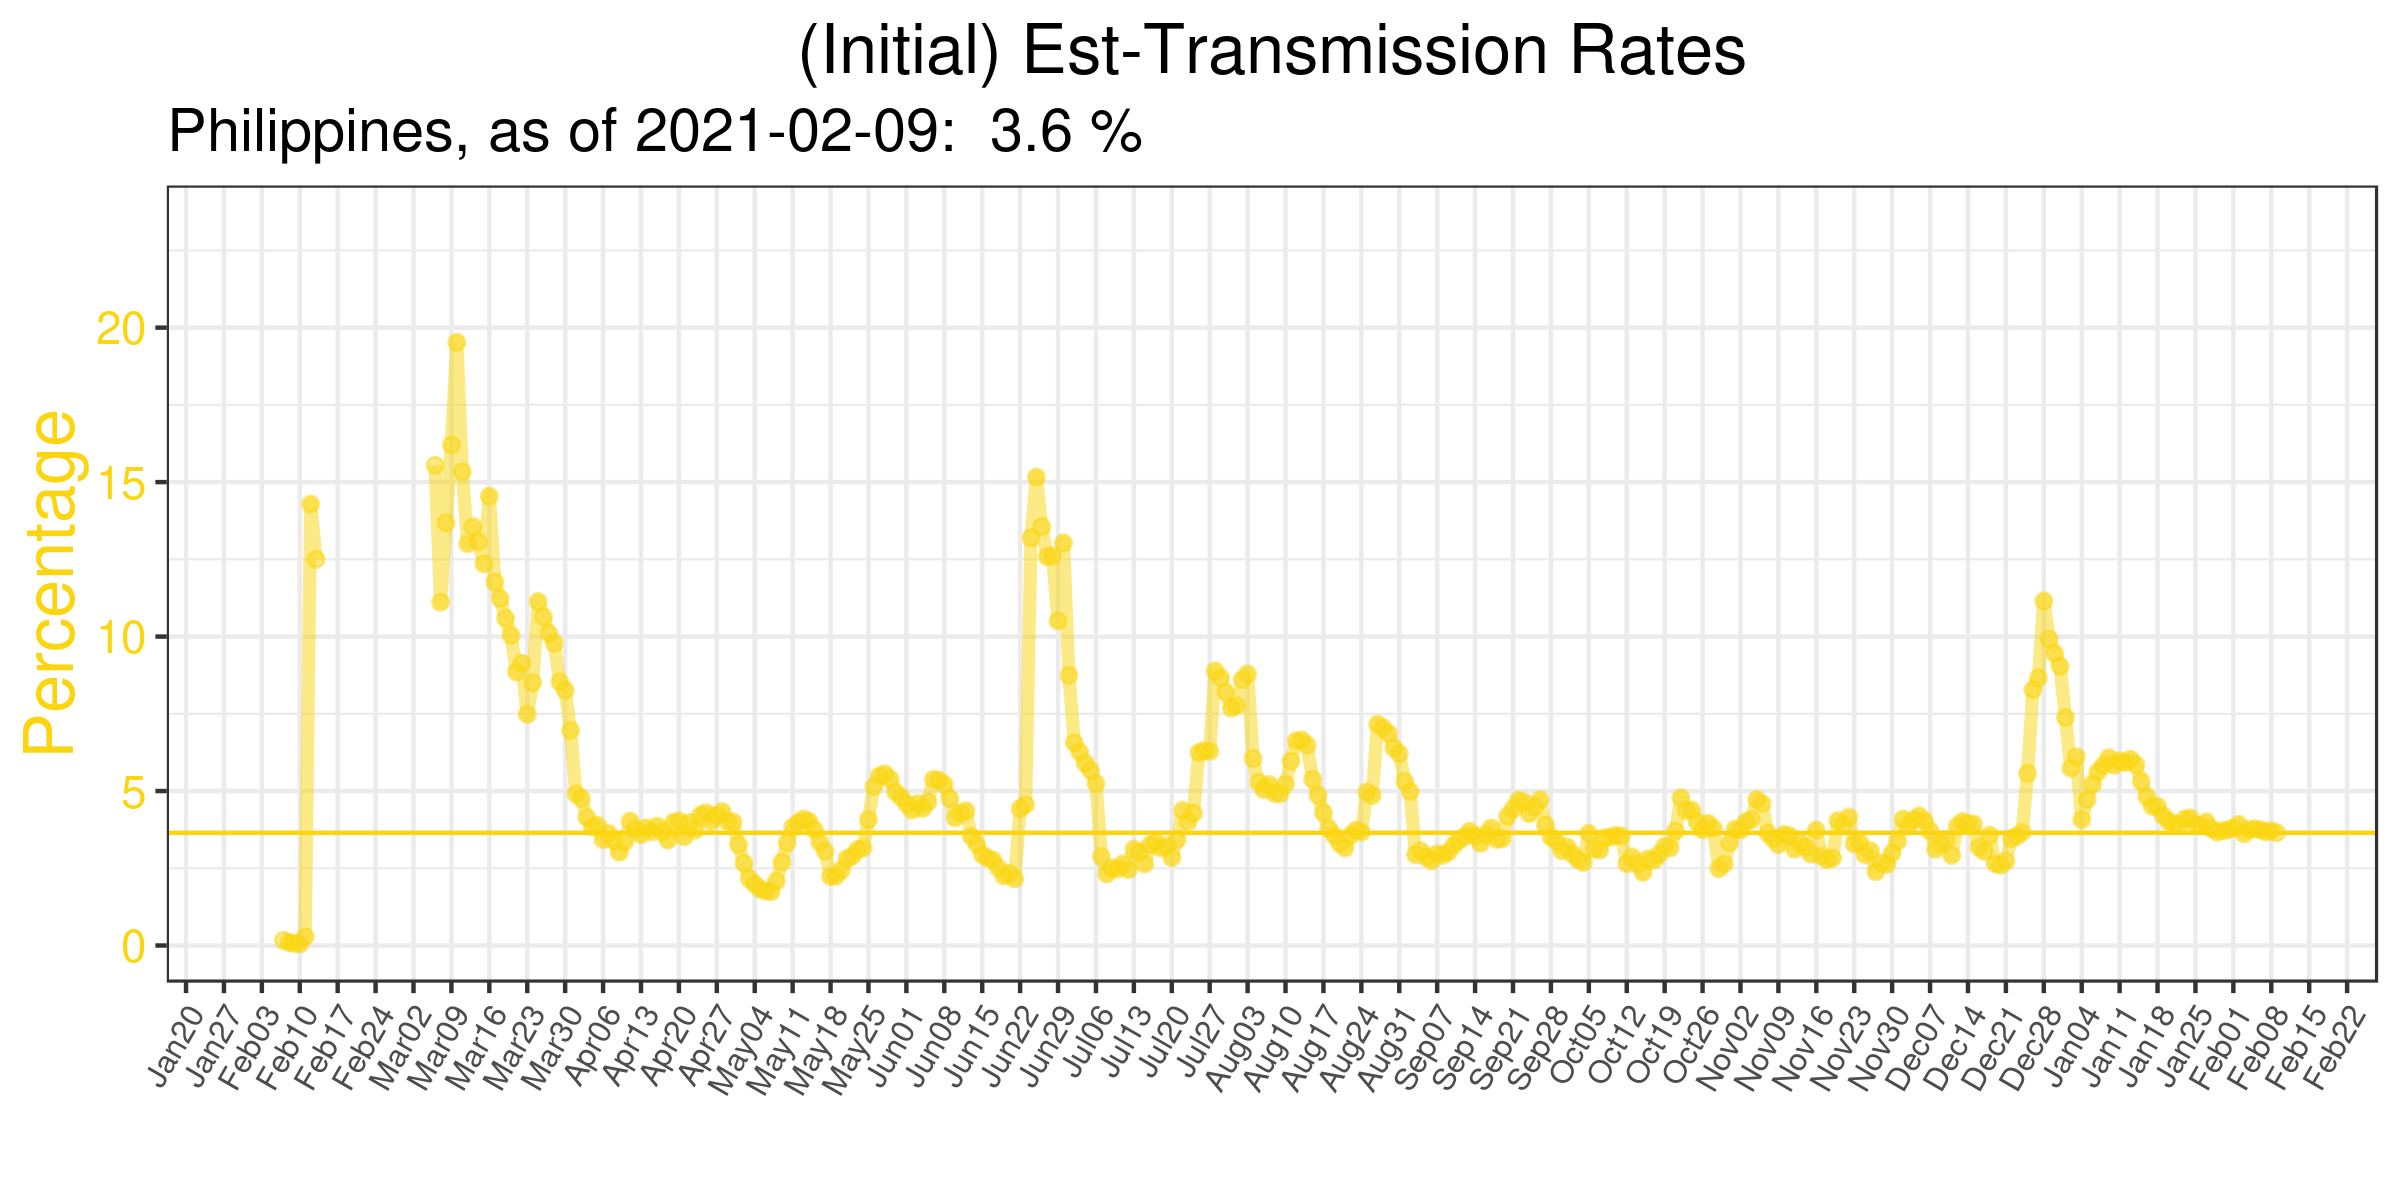 (Initial) Est-Transmission Rates
Philippines, as of 2021-02-09:  3.6 %
Percentage
20
15
10
5
0
Jan20
Jan27
Feb03
Feb10
Feb17
Feb24
Mar02
Mar09
Mar16
Mar23
Mar30
Apr06
Apr13
Apr20
Apr27
May04
May11
May18
May25
Jun01
Jun08
Jun15
Jun22
Jun29
Jul06
Jul13
Jul20
Jul27
Aug03
Aug10
Aug17
Aug24
Aug31
Sep07
Sep14
Sep21
Sep28
Oct05
Oct12
Oct19
Oct26
Nov02
Nov09
Nov16
Nov23
Nov30
Dec07
Dec14
Dec21
Dec28
Jan04
Jan11
Jan18
Jan25
Feb01
Feb08
Feb15
Feb22